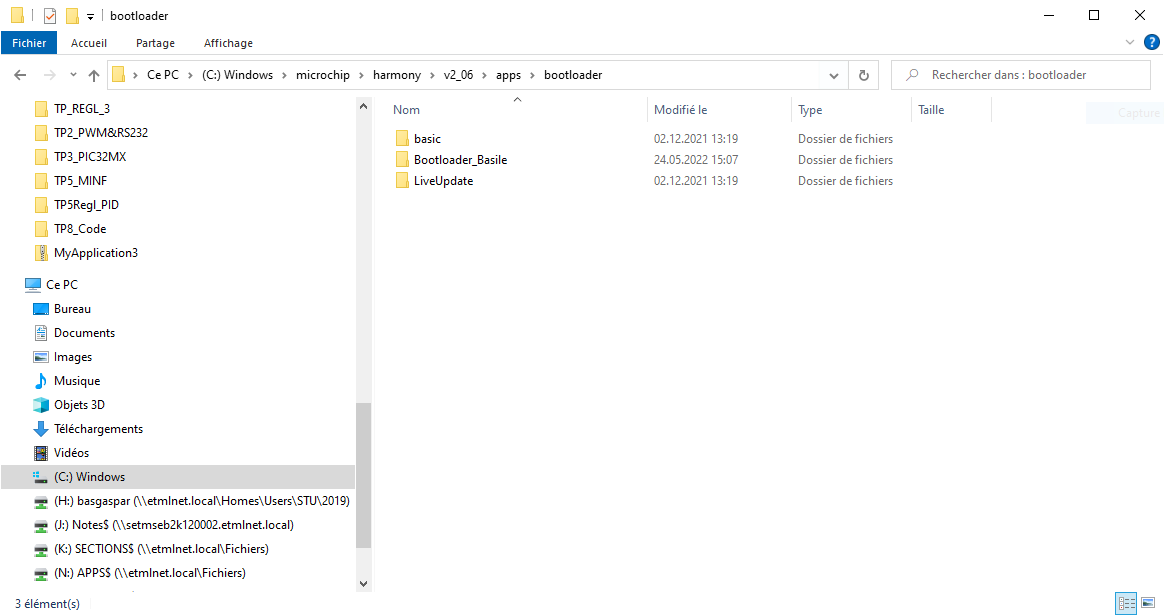 bootloader
Fichier Accueil Partage Affichage
Ce PC > (C:) Windows > microchip > harmony > v2_06 > apps > bootloader
Rechercher dans : bootloader
TP_REGL_3
TP2_PWM&RS232
TP3_PIC32MX
TP5_MINF
TP5Regl_PID
TP8_Code
MyApplication3
Ce PC
Bureau
Documents
Images
Musique
Objets 3D
Téléchargements
Vidéos
(C:) Windows
(H:) basgaspar (\\etmlnet.local\Homes\Users\STU\2019)
(J:) Notes$ (\\setmseb2k120002.etmlnet.local)
(K:) SECTIONS$ (\\etmlnet.local\Fichiers)
(N:) APPS$ (\\etmlnet.local\Fichiers)
Nom Modifié le Type Taille
Capture
basic 02.12.2021 13:19 Dossier de fichiers
Bootloader_Basile 24.05.2022 15:07 Dossier de fichiers
LiveUpdate 02.12.2021 13:19 Dossier de fichiers
3 élément(s)